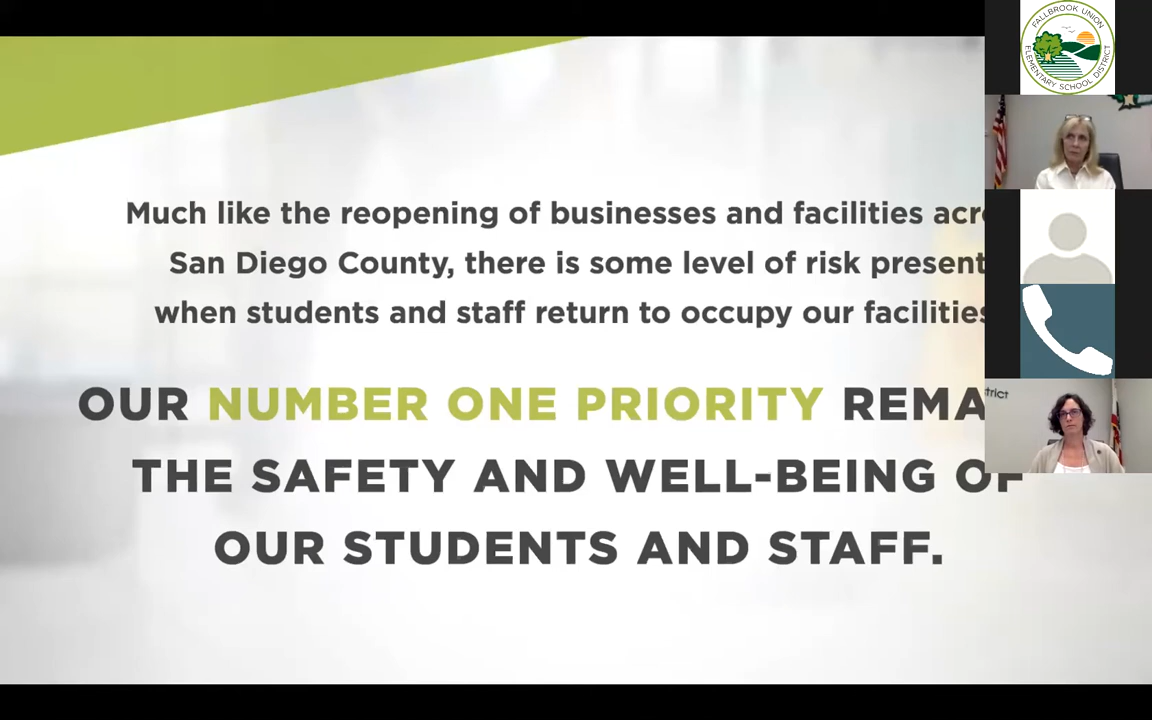 Much like the reopening of businesses and facilities
San Diego County, there is some level of risk present
when students and staff return to occupy our facilities
OUR NUMBER ONE PRIORITY
THE SAFETY AND WELL-BEING OF
OUR STUDENTS AND STAFF.
FALLBROOK UNION
ELEMENTARY SCHOOL DISTRICT